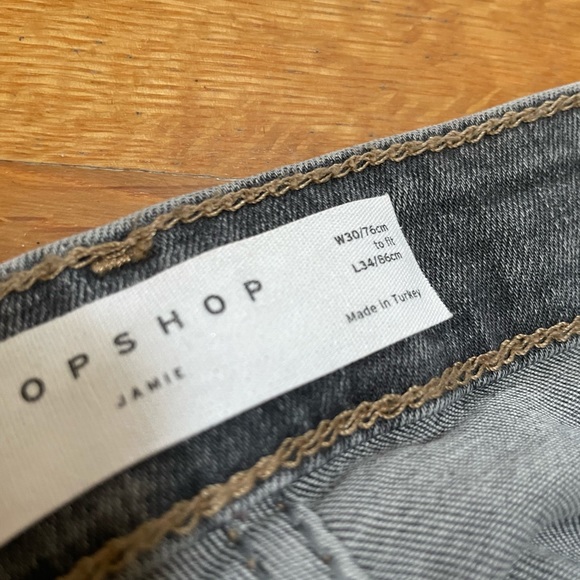 OPSHOP
JAMIE
W30/76cm
to fit
L34/86cm
Made in Turkey